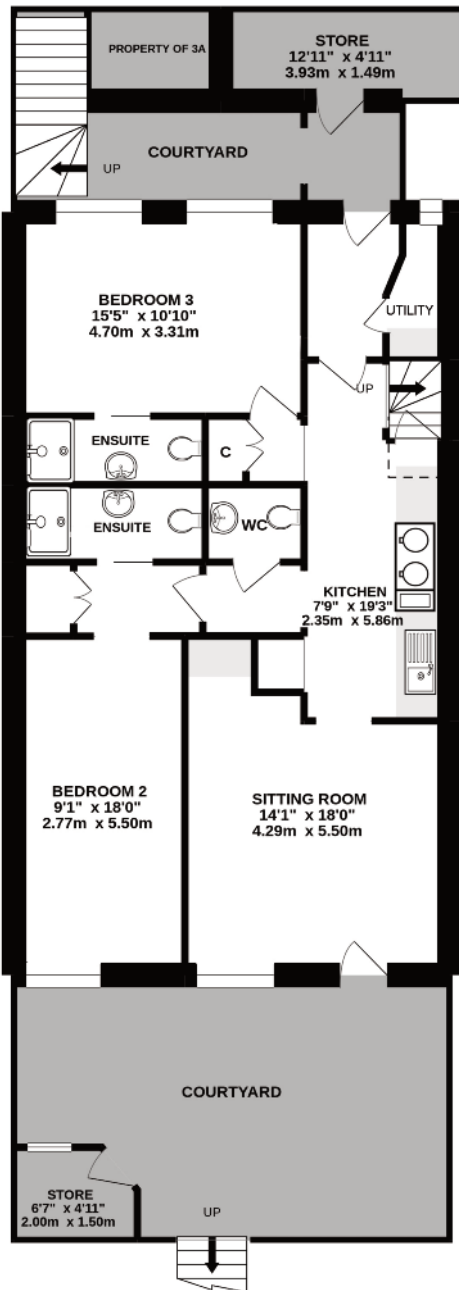 PROPERTY OF 3A
STORE
12'11" x 4'11"
3.93m x 1.49m
COURTYARD
UP
BEDROOM 3
15'5" x 10'10"
4.70m x 3.31m
UTILITY
UP
ENSUITE
C
ENSUITE
WC
KITCHEN
7'9" x 19'3"
2.35m x 5.86m
BEDROOM 2
9'1" x 18'0"
2.77m x 5.50m
SITTING ROOM
14'1" x 18'0"
4.29m x 5.50m
COURTYARD
STORE
6'7" x 4'11"
2.00m x 1.50m
UP